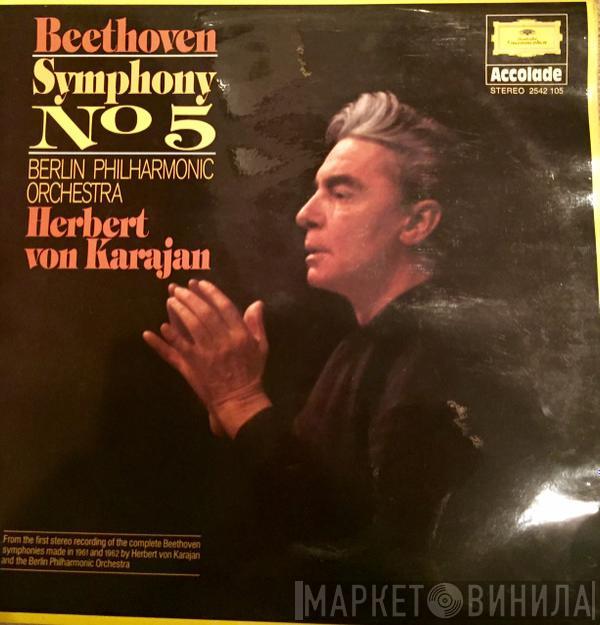 Beethoven
Symphony
No 5
BERLIN PHILHARMONIC
ORCHESTRA
Herbert
von Karajan
Deutsche
Grammophon
Accolade
STEREO 2542 105
From the first stereo recording of the complete Beethoven
symphonies made in 1961 and 1962 by Herbert von Karajan
and the Berlin Philharmonic Orchestra
МАРКЕТ ВИНИЛА